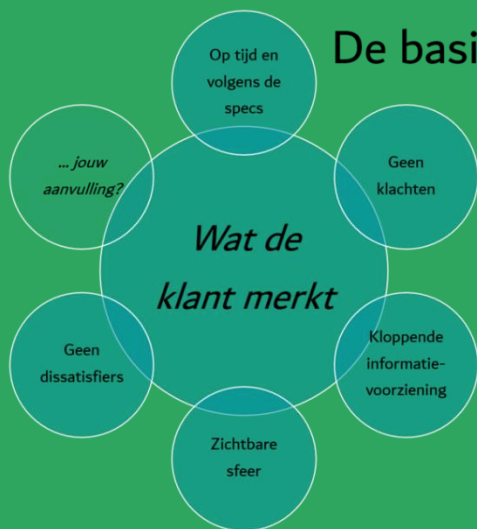 De basi
Op tijd en
volgens de
specs
... jouw
aanvulling?
Geen
klachten
Wat de
klant merkt
Geen
dissatisfiers
Kloppende
informatie-
voorziening
Zichtbare
sfeer